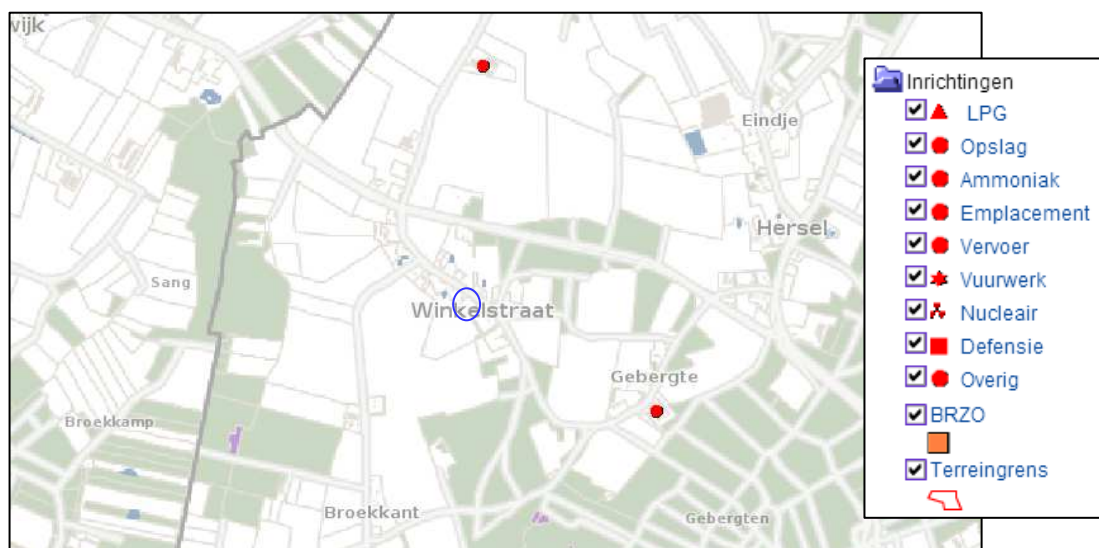 wijk
Eindje
Hersel
Sang
Winkelstraat
Gebergte
Broekkamp
Broekkant
Gebergten
Inrichtingen
LPG
Opslag
Ammoniak
Emplacement
Vervoer
Vuurwerk
Nucleair
Defensie
Overig
BRZO
Terreingrens